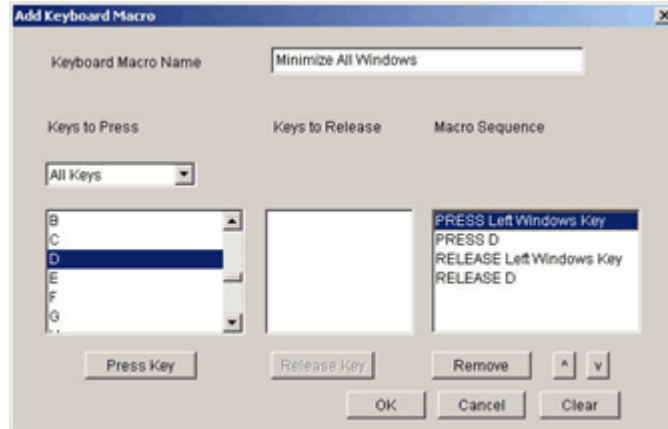 Add Keyboard Macro
X
Keyboard Macro Name
Minimize All Windows
Keys to Press
Keys to Release
Macro Sequence
All Keys
B
C
D
E
F
G
PRESS Left Windows Key
PRESS D
RELEASE Left Windows Key
RELEASE D
Press Key
Release Key
Remove
^
v
OK
Cancel
Clear